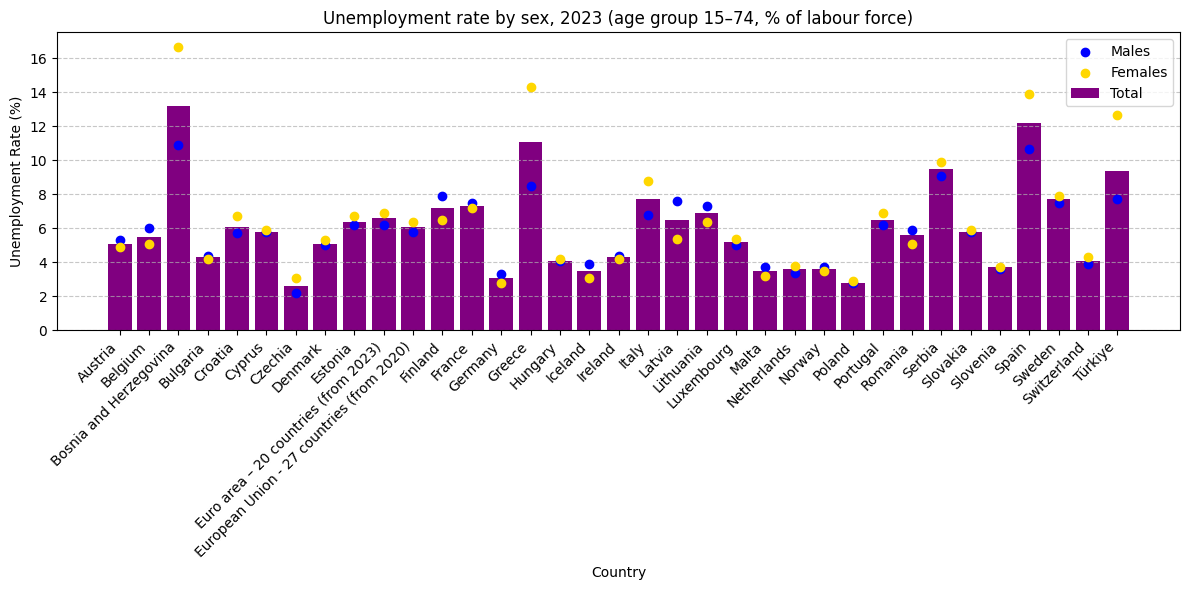 Unemployment rate by sex, 2023 (age group 15–74, % of labour force)
Unemployment Rate (%)
16
14
12
10
8
6
4
2
0
Males
Females
Total
Austria
Belgium
Bosnia and Herzegovina
Bulgaria
Croatia
Cyprus
Czechia
Denmark
Estonia
Euro area – 20 countries (from 2023)
European Union - 27 countries (from 2020)
Finland
France
Germany
Greece
Hungary
Iceland
Ireland
Italy
Latvia
Lithuania
Luxembourg
Malta
Netherlands
Norway
Poland
Portugal
Romania
Serbia
Slovakia
Slovenia
Spain
Sweden
Switzerland
Türkiye
Country